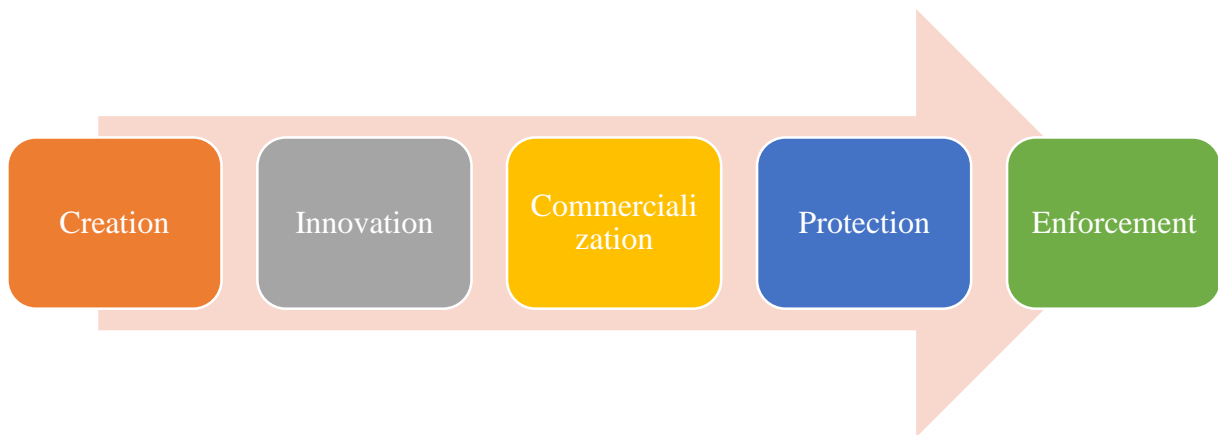 Creation
Innovation
Commerciali
zation
Protection
Enforcement